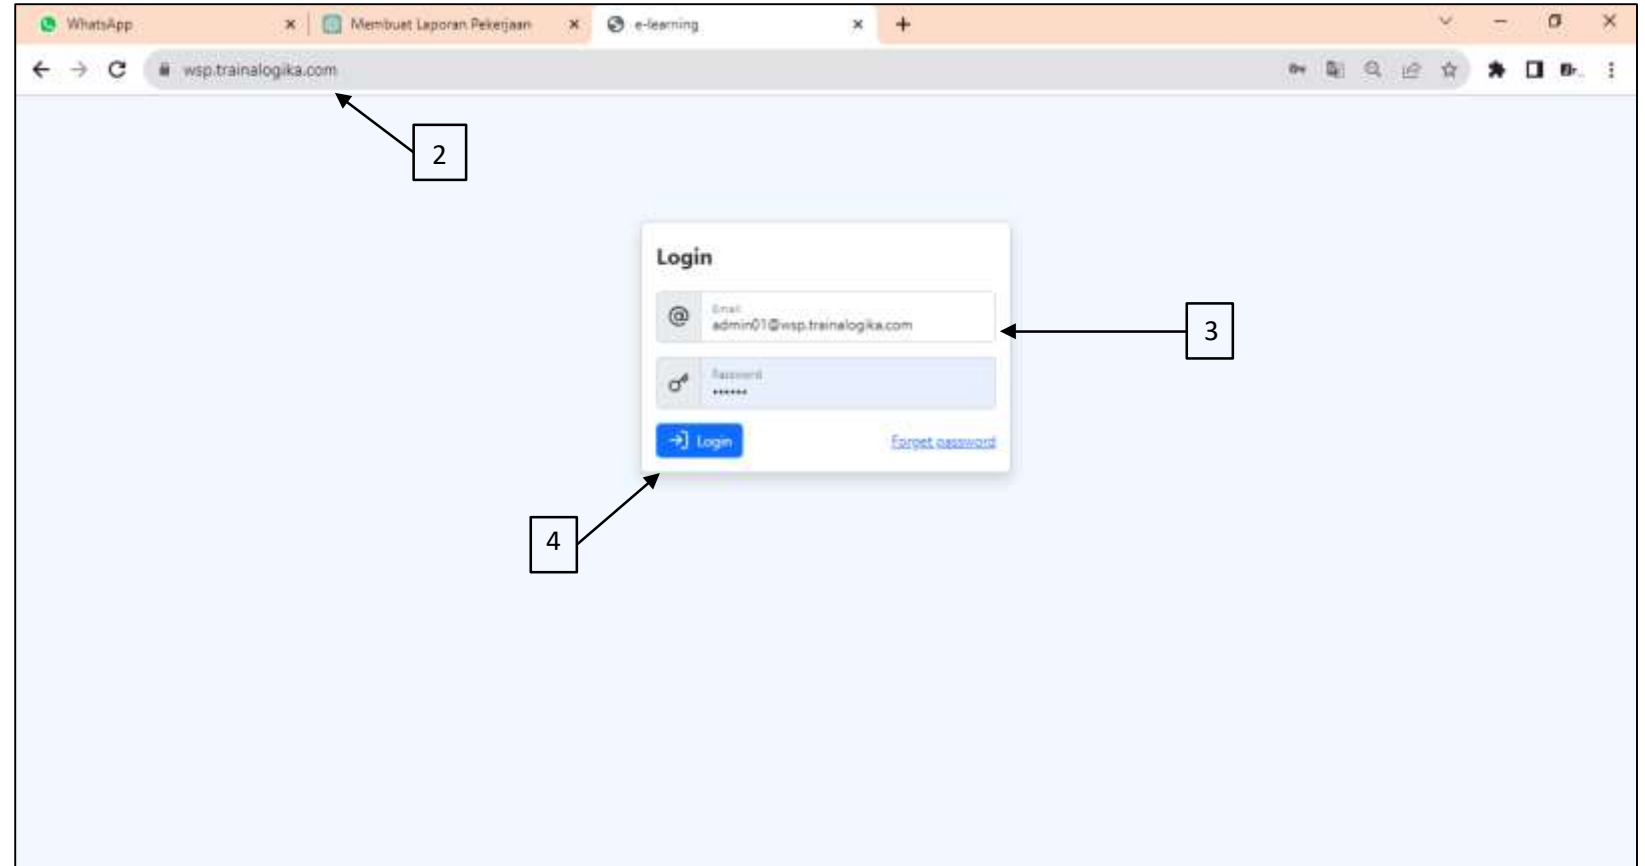 WhatsApp
Membuat Laporan Pekerjaan
e-learning
wsp.trainalogika.com
2
Login
Email
admin01@wsp.trainalogika.com
3
Password
••••••
Login
Forget password
4